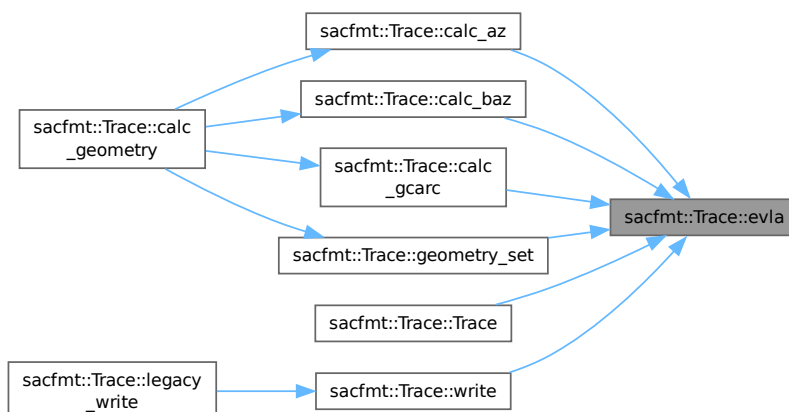 sacfmt::Trace::calc_az
sacfmt::Trace::calc_baz
sacfmt::Trace::calc
_geometry
sacfmt::Trace::calc
_gcarc
sacfmt::Trace::evla
sacfmt::Trace::geometry_set
sacfmt::Trace::Trace
sacfmt::Trace::legacy
_write
sacfmt::Trace::write